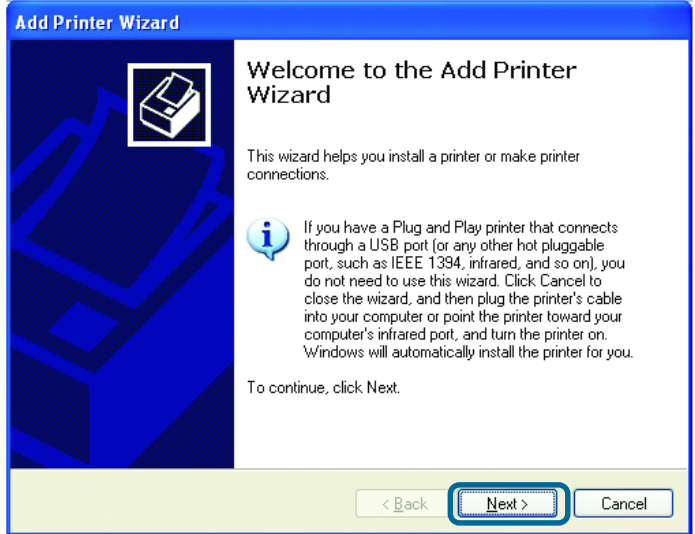 Add Printer Wizard
Welcome to the Add Printer
Wizard
This wizard helps you install a printer or make printer
connections.
If you have a Plug and Play printer that connects
through a USB port (or any other hot pluggable
port, such as IEEE 1394, infrared, and so on), you
do not need to use this wizard. Click Cancel to
close the wizard, and then plug the printer's cable
into your computer or point the printer toward your
computer's infrared port, and turn the printer on.
Windows will automatically install the printer for you.
To continue, click Next.
< Back Next > Cancel